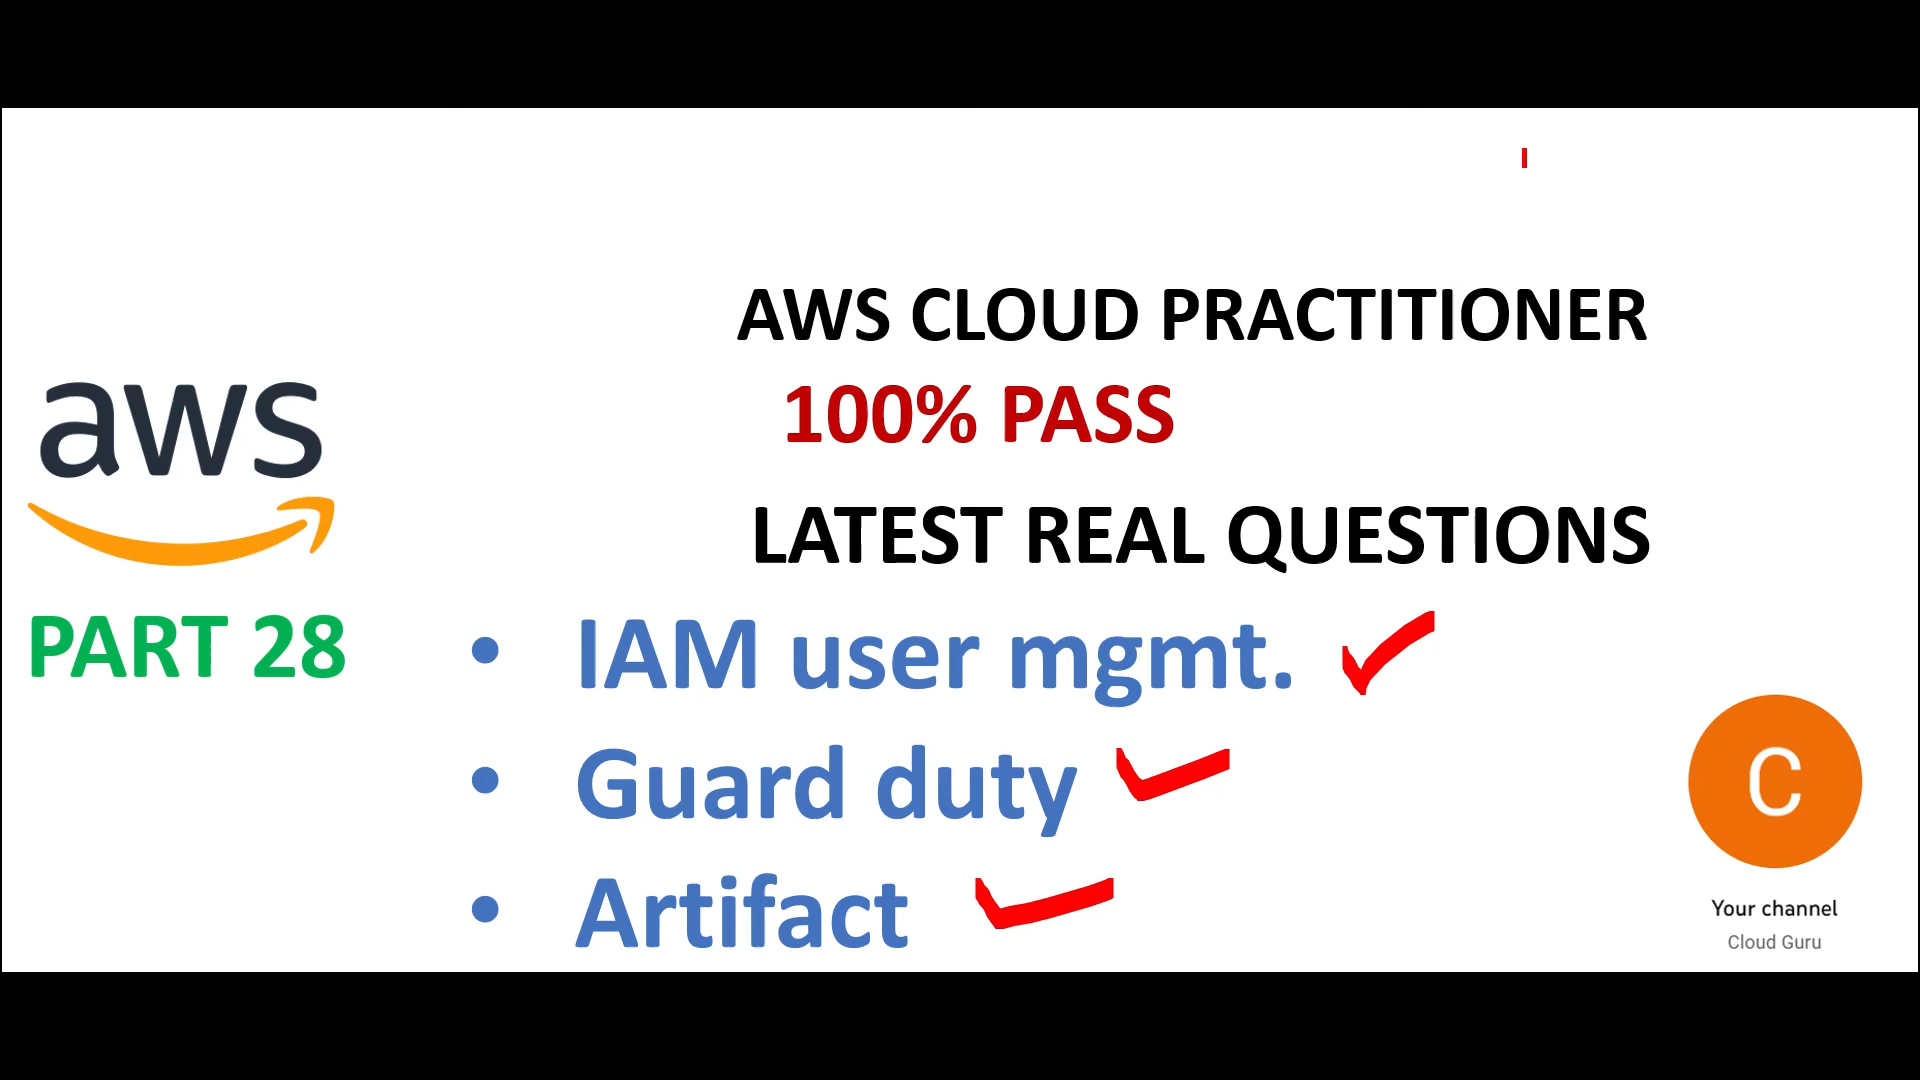 AWS CLOUD PRACTITIONER
100% PASS
LATEST REAL QUESTIONS
aws
PART 28
• IAM user mgmt.
• Guard duty
• Artifact
C
Your channel
Cloud Guru